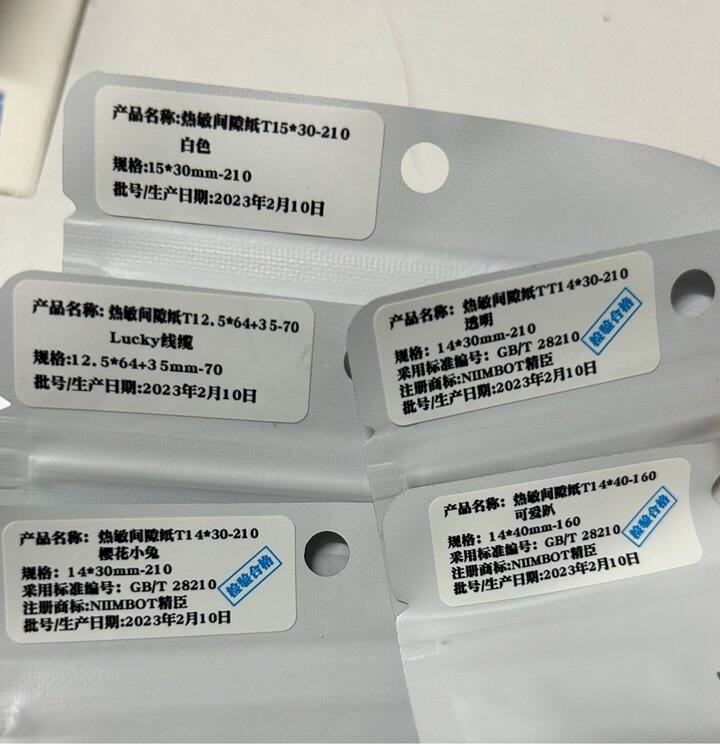 产品名称:热敏间隙纸T15*30-210
白色
规格:15*30mm-210
批号/生产日期:2023年2月10日
产品名称: 热敏间隙纸T12.5*64+35-70
Lucky线缆
规格:12.5*64+35mm-70
批号/生产日期:2023年2月10日
产品名称: 热敏间隙纸TT14*30-210
透明
规格: 14*30mm-210
采用标准编号: GB/T 28210
注册商标:NIIMBOT精臣
批号/生产日期:2023年2月10日
检验合格
产品名称: 热敏间隙纸T14*30-210
樱花小兔
规格: 14*30mm-210
采用标准编号: GB/T 28210
注册商标:NIIMBOT精臣
批号/生产日期:2023年2月10日
检验合格
产品名称: 热敏间隙纸T14*40-160
可爱趴
规格: 14*40mm-160
采用标准编号: GB/T 28210
注册商标:NIIMBOT精臣
批号/生产日期:2023年2月10日
检验合格